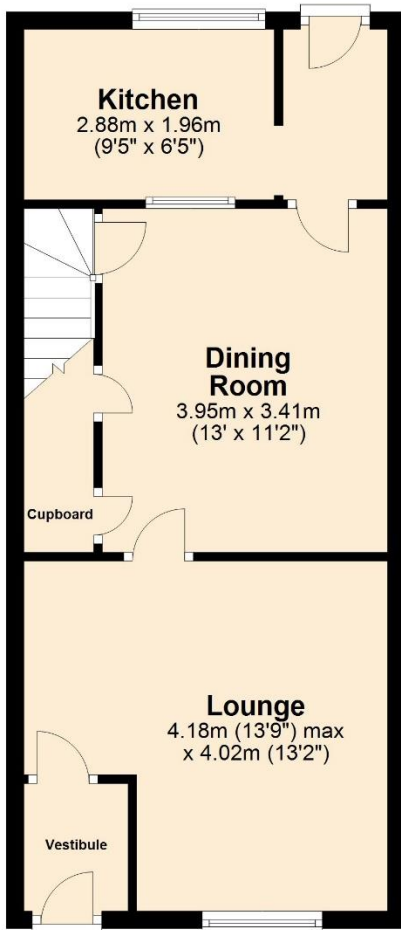 Kitchen
2.88m x 1.96m
(9'5" x 6'5")
Dining
Room
3.95m x 3.41m
(13' x 11'2")
Cupboard
Lounge
4.18m (13'9") max
x 4.02m (13'2")
Vestibule